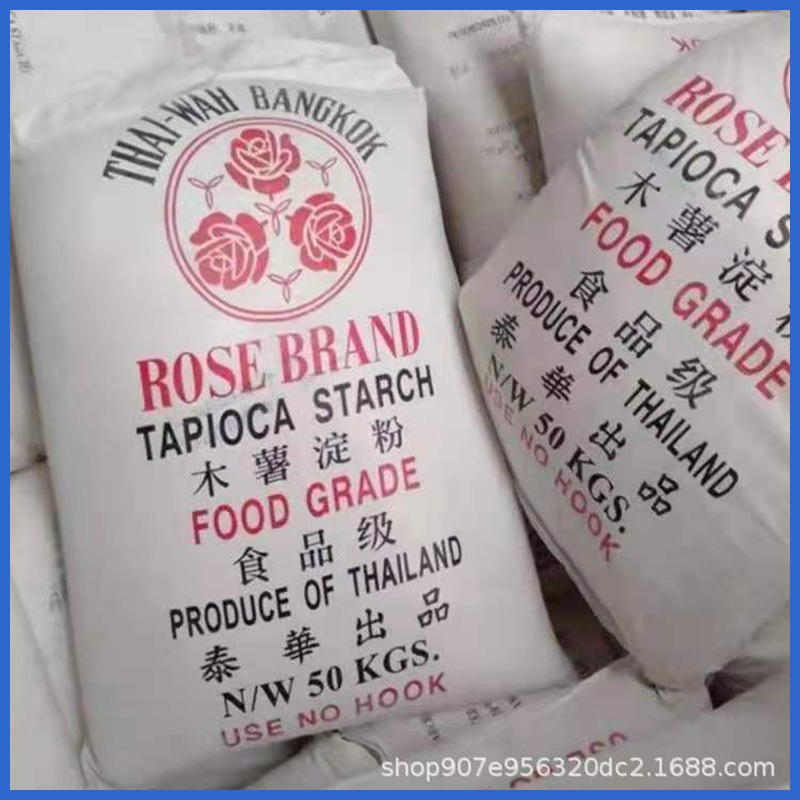 THAI-WAH BANGKOK
ROSE BRAND
TAPIOCA STARCH
木薯淀粉
FOOD GRADE
食品级
PRODUCE OF THAILAND
泰華出品
N/W 50 KGS.
USE NO HOOK
ROSE
TAPIOCA
木薯淀
FOOD GRADE
食品级
PRODUCE OF THAILAND
泰華出品
N/W 50 KGS.
USE NO HOOK
shop907e956320dc2.1688.com